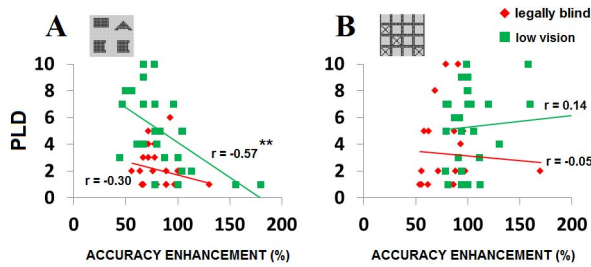 A
B
legally blind
low vision
PLD
10
8
6
4
2
0
r = -0.57
**
r = -0.30
0 50 100 150 200
ACCURACY ENHANCEMENT (%)
10
8
6
4
2
0
r = 0.14
r = -0.05
0 50 100 150 200
ACCURACY ENHANCEMENT (%)